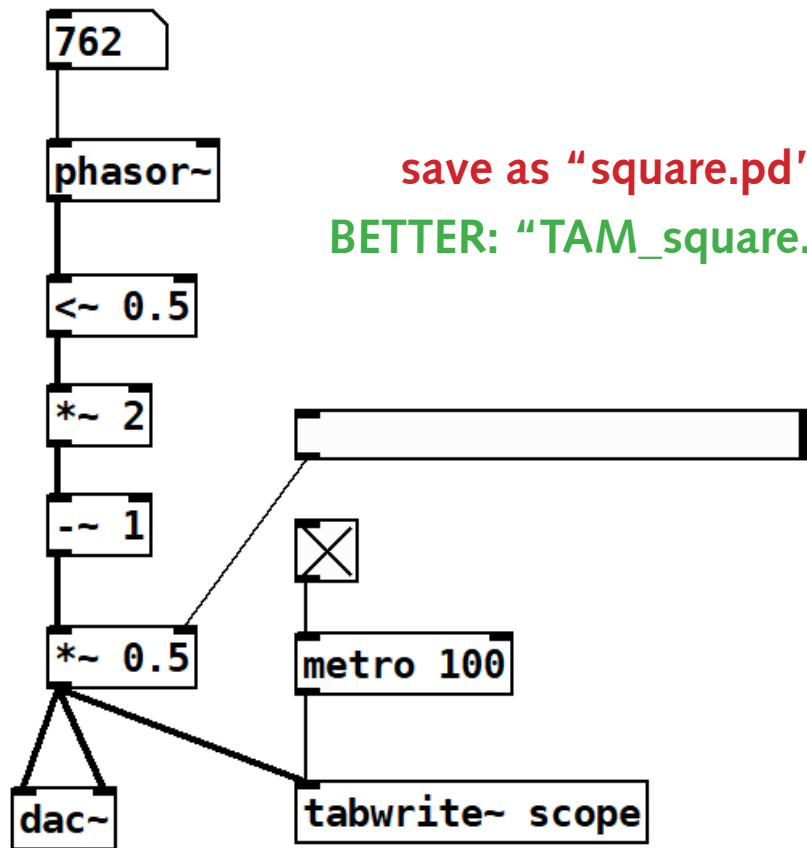 762
phasor~
save as “square.pd”
BETTER: “TAM_square.
<~ 0.5
*~ 2
-~ 1
*~ 0.5
metro 100
dac~
tabwrite~ scope